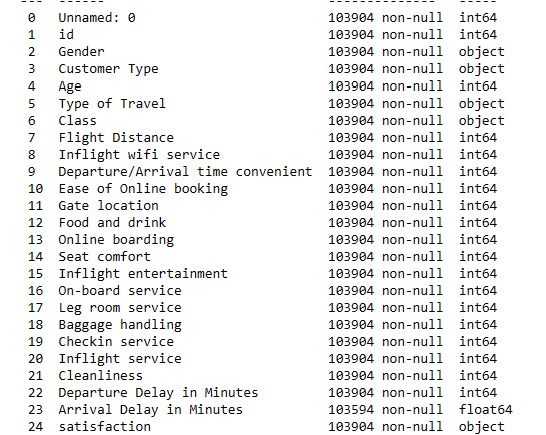 ---  ------                             --------------   -----
0   Unnamed: 0                         103904 non-null  int64
1   id                                 103904 non-null  int64
2   Gender                             103904 non-null  object
3   Customer Type                      103904 non-null  object
4   Age                                103904 non-null  int64
5   Type of Travel                     103904 non-null  object
6   Class                              103904 non-null  object
7   Flight Distance                    103904 non-null  int64
8   Inflight wifi service              103904 non-null  int64
9   Departure/Arrival time convenient  103904 non-null  int64
10  Ease of Online booking             103904 non-null  int64
11  Gate location                      103904 non-null  int64
12  Food and drink                     103904 non-null  int64
13  Online boarding                    103904 non-null  int64
14  Seat comfort                       103904 non-null  int64
15  Inflight entertainment             103904 non-null  int64
16  On-board service                   103904 non-null  int64
17  Leg room service                   103904 non-null  int64
18  Baggage handling                   103904 non-null  int64
19  Checkin service                    103904 non-null  int64
20  Inflight service                   103904 non-null  int64
21  Cleanliness                        103904 non-null  int64
22  Departure Delay in Minutes         103904 non-null  int64
23  Arrival Delay in Minutes           103594 non-null  float64
24  satisfaction                       103904 non-null  object